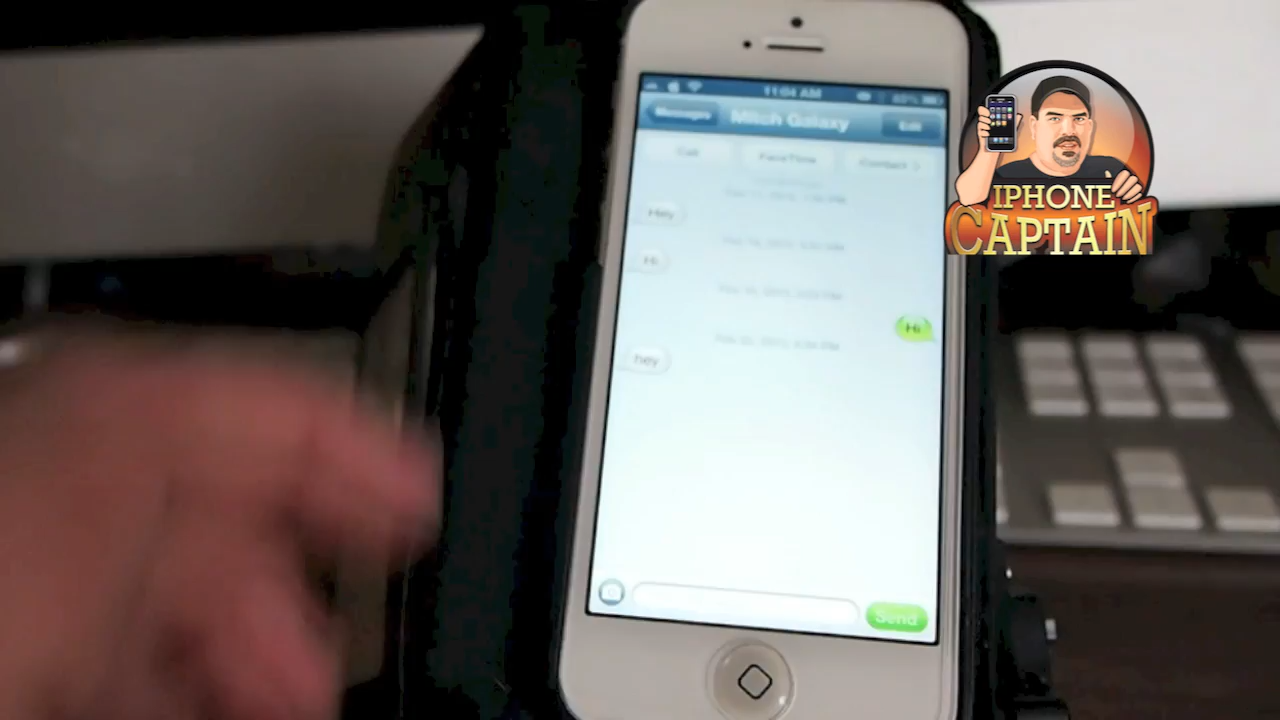 11:04 AM
Messages
Mitch Galaxy
Edit
Call
FaceTime
Contact >
Hey
Hi
Hi
hey
Send
IPHONE
CAPTAIN